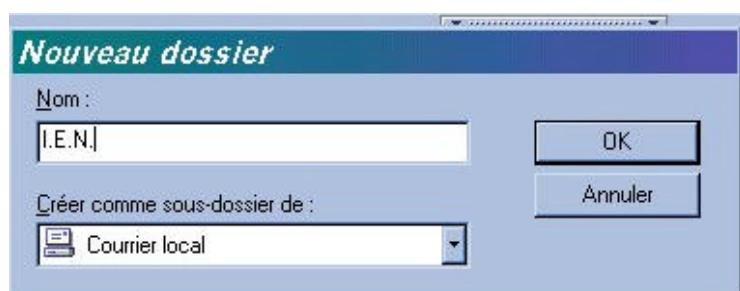 Nouveau dossier
Nom :
I.E.N.
OK
Créer comme sous-dossier de :
Annuler
Courrier local